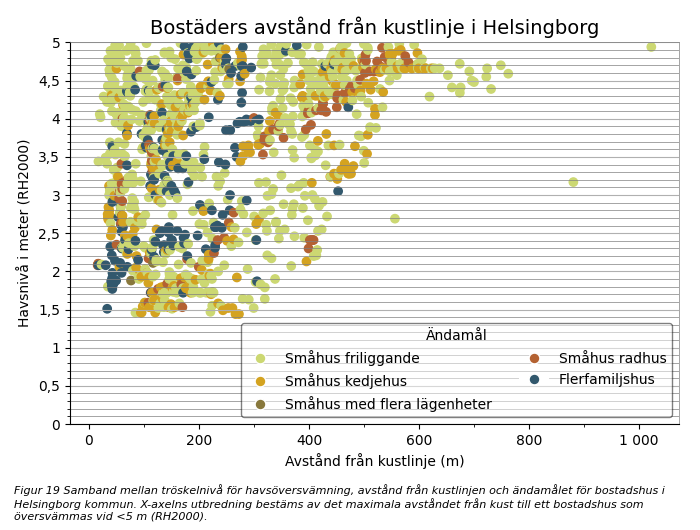 Bostäders avstånd från kustlinje i Helsingborg
Havsnivå i meter (RH2000)
5
4,5
4
3,5
3
2,5
2
1,5
1
0,5
0
Ändamål
Småhus friliggande
Småhus kedjehus
Småhus med flera lägenheter
Småhus radhus
Flerfamiljshus
0 200 400 600 800 1 000
Avstånd från kustlinje (m)
Figur 19 Samband mellan tröskelnivå för havsöversvämning, avstånd från kustlinjen och ändamålet för bostadshus i
Helsingborg kommun. X-axelns utbredning bestäms av det maximala avståndet från kust till ett bostadshus som
översvämmas vid <5 m (RH2000).